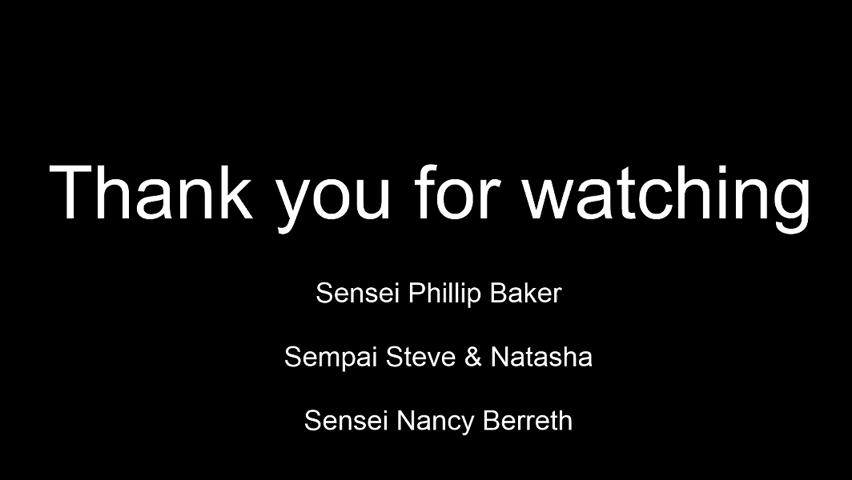 Thank you for watching
Sensei Phillip Baker
Sempai Steve & Natasha
Sensei Nancy Berreth